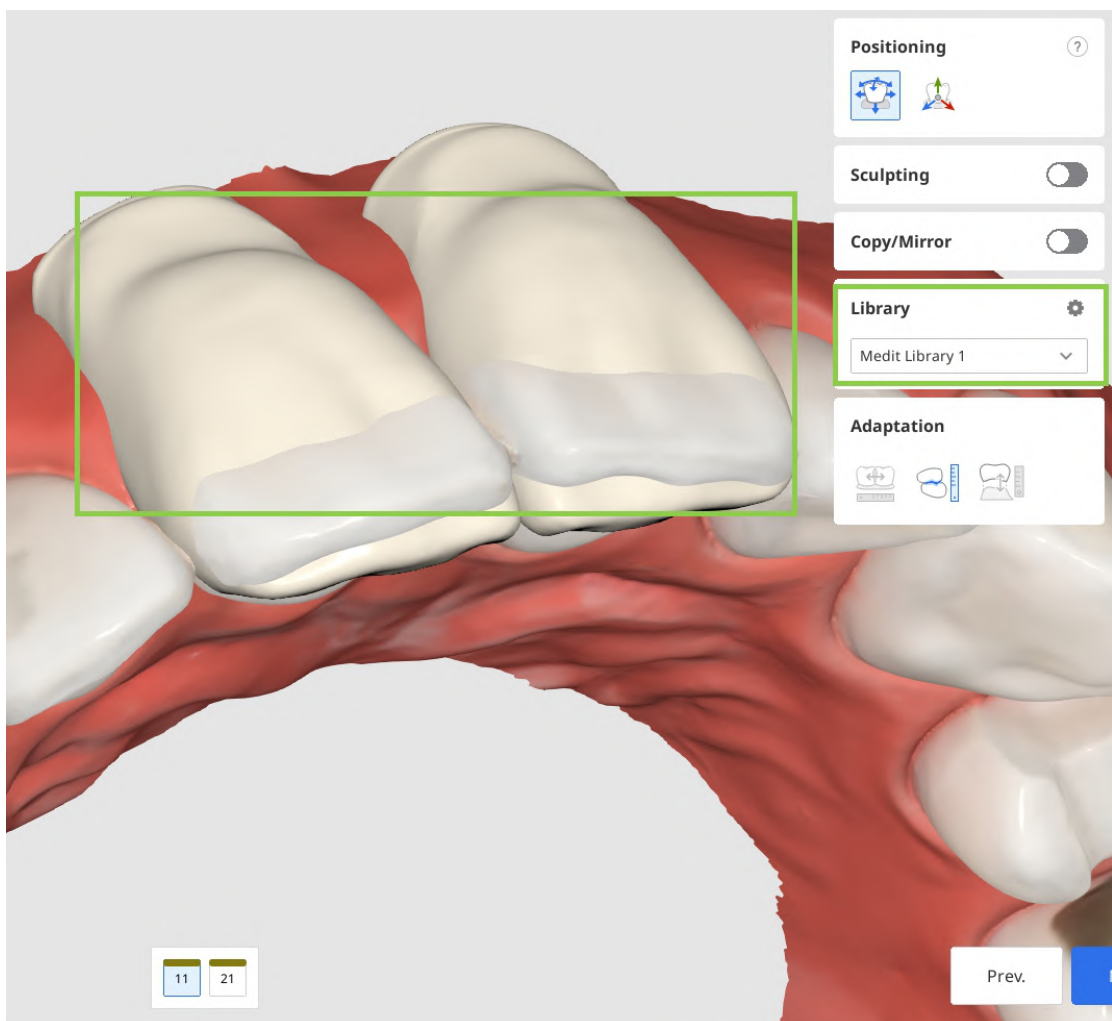 Positioning
?
Sculpting
Copy/Mirror
Library
Medit Library 1
Adaptation
11 21
Prev.